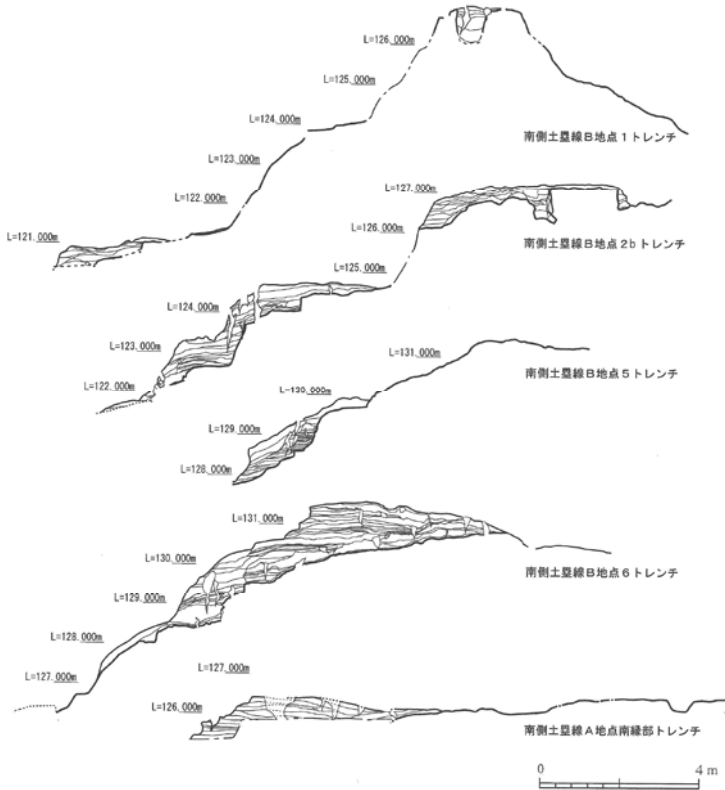 L=126,000m
L=125,000m
L=124,000m
L=123,000m
L=122,000m
L=121,000m
南側土塁線B地点1トレンチ
L=127,000m
L=126,000m
L=125,000m
L=124,000m
L=123,000m
L=122,000m
南側土塁線B地点2bトレンチ
L=131,000m
L=130,000m
L=129,000m
L=128,000m
南側土塁線B地点5トレンチ
L=131,000m
L=130,000m
L=129,000m
L=128,000m
L=127,000m
南側土塁線B地点6トレンチ
L=127,000m
L=126,000m
南側土塁線A地点南縁部トレンチ
0 4 m